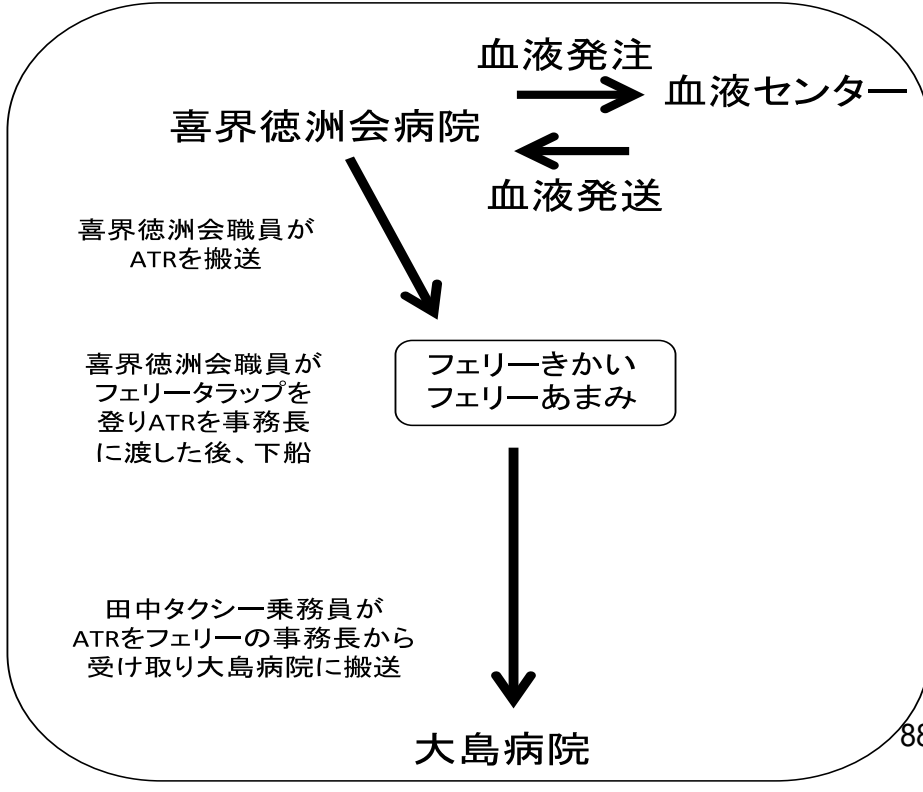 血液発注
血液センター
喜界徳洲会病院
血液発送
喜界徳洲会職員が
ATRを搬送
喜界徳洲会職員が
フェリータラップを
登りATRを事務長
に渡した後、下船
フェリーきかい
フェリーあまみ
田中タクシー乗務員が
ATRをフェリーの事務長から
受け取り大島病院に搬送
大島病院
88